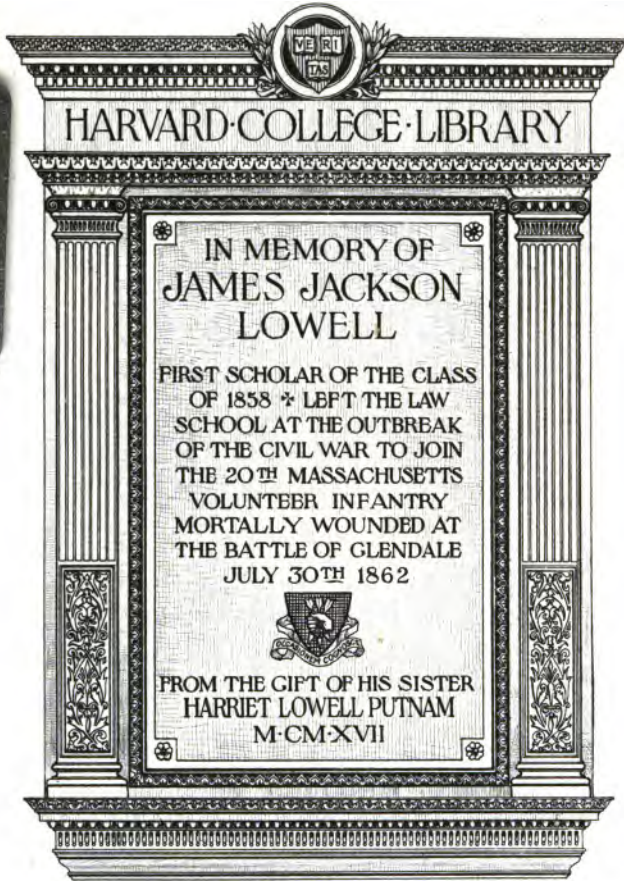 VE RI
TAS
HARVARD·COLLEGE·LIBRARY
IN MEMORY OF
JAMES JACKSON
LOWELL
FIRST SCHOLAR OF THE CLASS
OF 1858 ✢ LEFT THE LAW
SCHOOL AT THE OUTBREAK
OF THE CIVIL WAR TO JOIN
THE 20TH MASSACHUSETTS
VOLUNTEER INFANTRY
MORTALLY WOUNDED AT
THE BATTLE OF GLENDALE
JULY 30TH 1862
FROM THE GIFT OF HIS SISTER
HARRIET LOWELL PUTNAM
M·CM·XVII